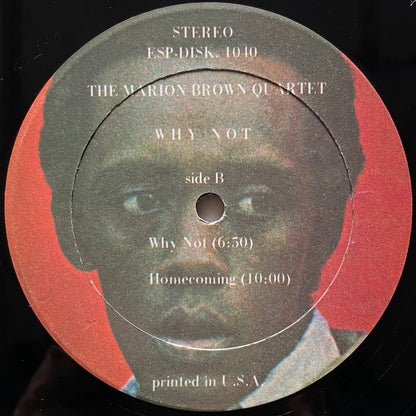 STEREO
ESP-DISK. 1040
THE MARION BROWN QUARTET
WHY NOT
side B
Why Not (6:50)
Homecoming (10:00)
printed in U.S.A.